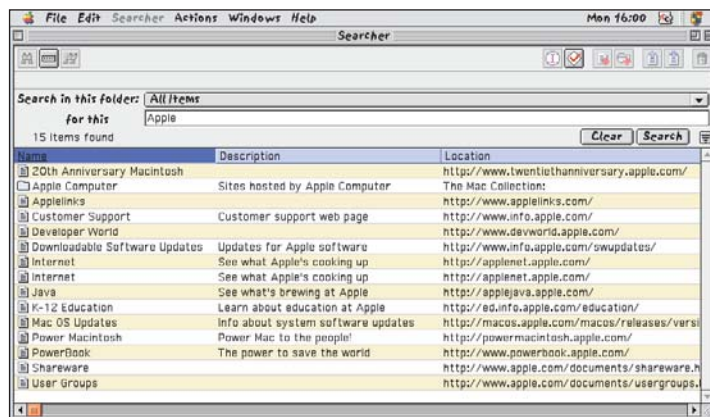 File Edit Searcher Actions Windows Help Mon 16:00
Searcher
Search in this folder: All Items
for this Apple
15 items found Clear Search
Name Description Location
20th Anniversary Macintosh http://www.twentiethanniversary.apple.com/
Apple Computer Sites hosted by Apple Computer The Mac Collection:
Applelinks http://www.applelinks.com/
Customer Support Customer support web page http://www.info.apple.com/
Developer World http://www.devworld.apple.com/
Downloadable Software Updates Updates for Apple software http://www.info.apple.com/swupdates/
Internet See what Apple's cooking up http://applenet.apple.com/
Internet See what Apple's cooking up http://applenet.apple.com/
Java See what's brewing at Apple http://applejava.apple.com/
K-12 Education Learn about education at Apple http://ed.info.apple.com/education/
Mac OS Updates Info about system software updates http://macos.apple.com/macos/releases/versi
Power Macintosh Power Mac to the people! http://powermacintosh.apple.com/
PowerBook The power to save the world http://www.powerbook.apple.com/
Shareware http://www.apple.com/documents/shareware.h
User Groups http://www.apple.com/documents/usergroups.